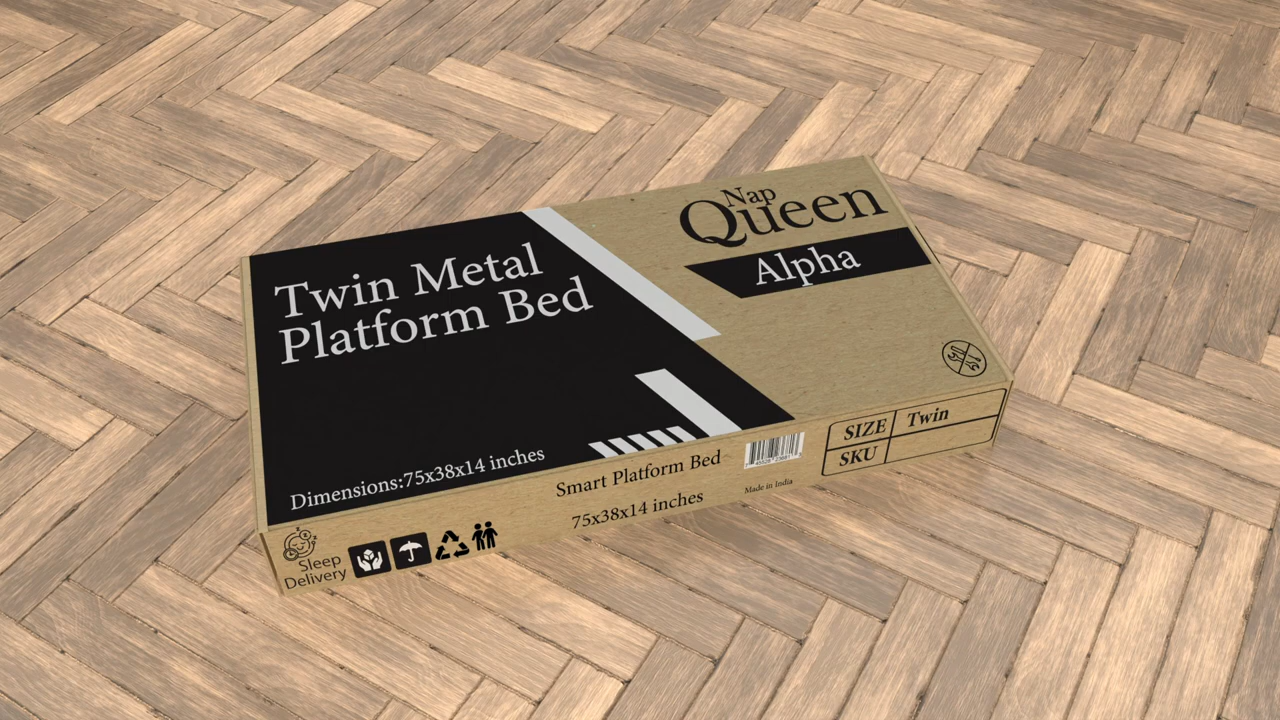 Nap
Queen
Alpha
Twin Metal
Platform Bed
Dimensions:75x38x14 inches
Sleep
Delivery
Smart Platform Bed
75x38x14 inches
Made in India
SIZE Twin
SKU